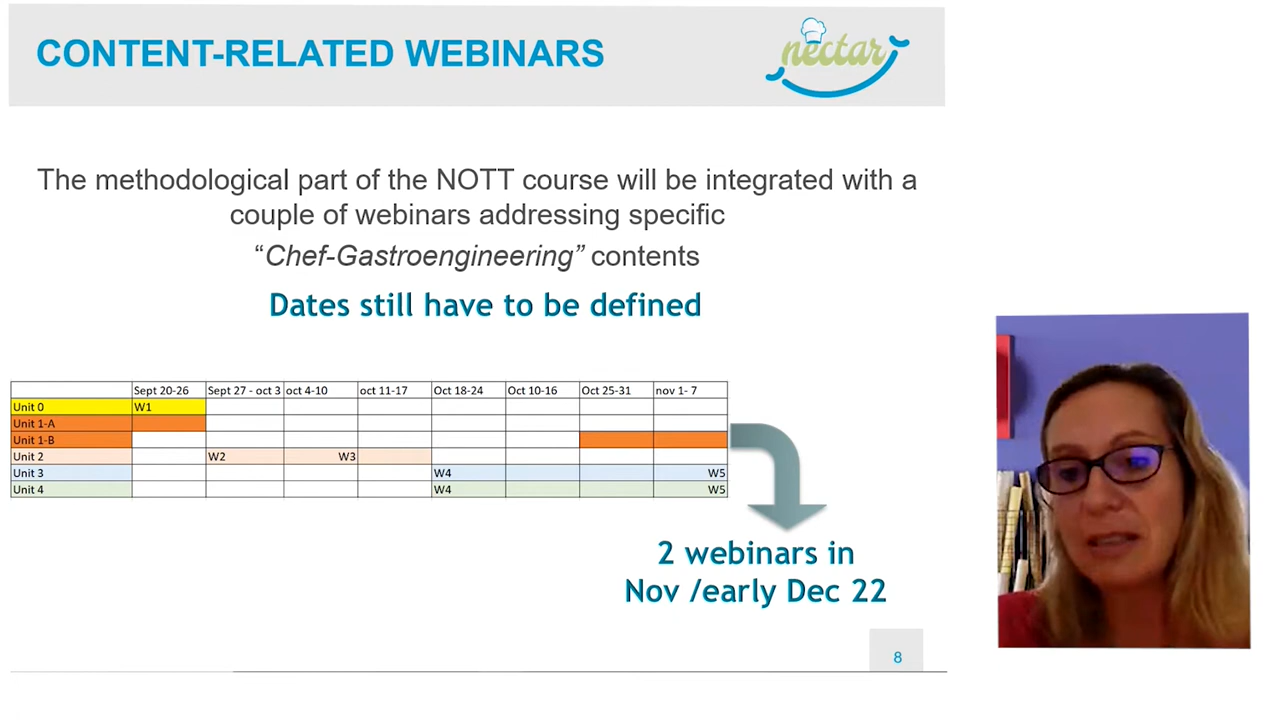 CONTENT-RELATED WEBINARS
nectar
The methodological part of the NOTT course will be integrated with a
couple of webinars addressing specific
“Chef-Gastroengineering” contents
Dates still have to be defined
Sept 20-26 Sept 27 - oct 3 oct 4-10 oct 11-17 Oct 18-24 Oct 10-16 Oct 25-31 nov 1- 7
Unit 0 W1
Unit 1-A
Unit 1-B
Unit 2 W2 W3
Unit 3 W4 W5
Unit 4 W4 W5
2 webinars in
Nov /early Dec 22
8